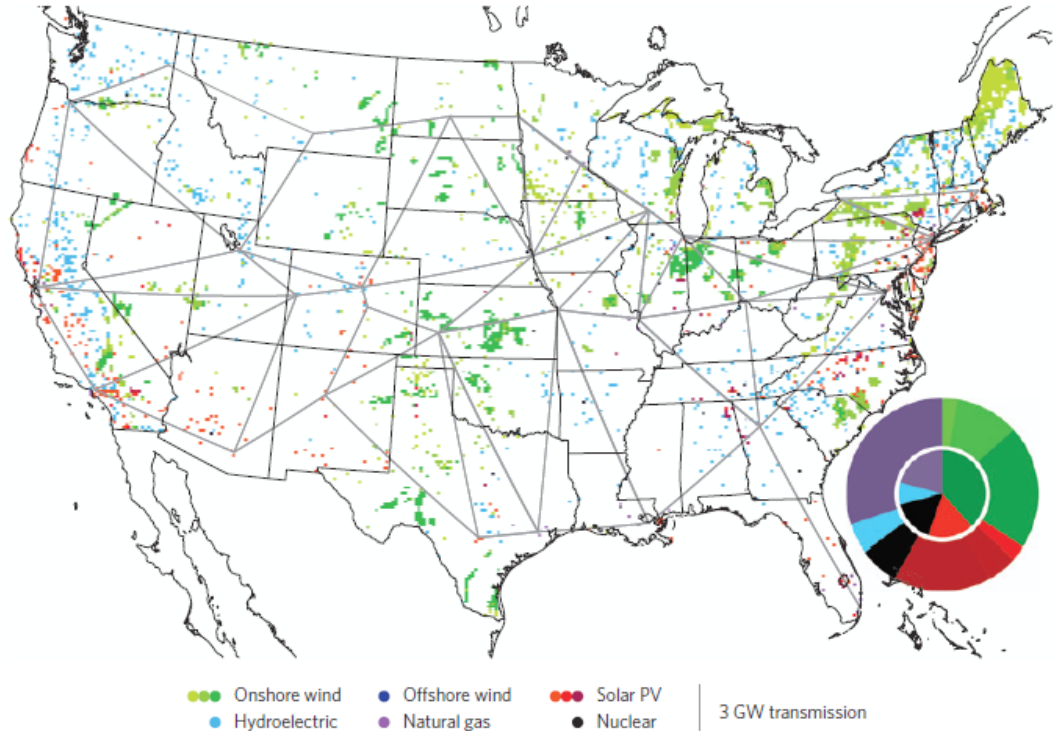 Onshore wind Offshore wind Solar PV
Hydroelectric Natural gas Nuclear
3 GW transmission